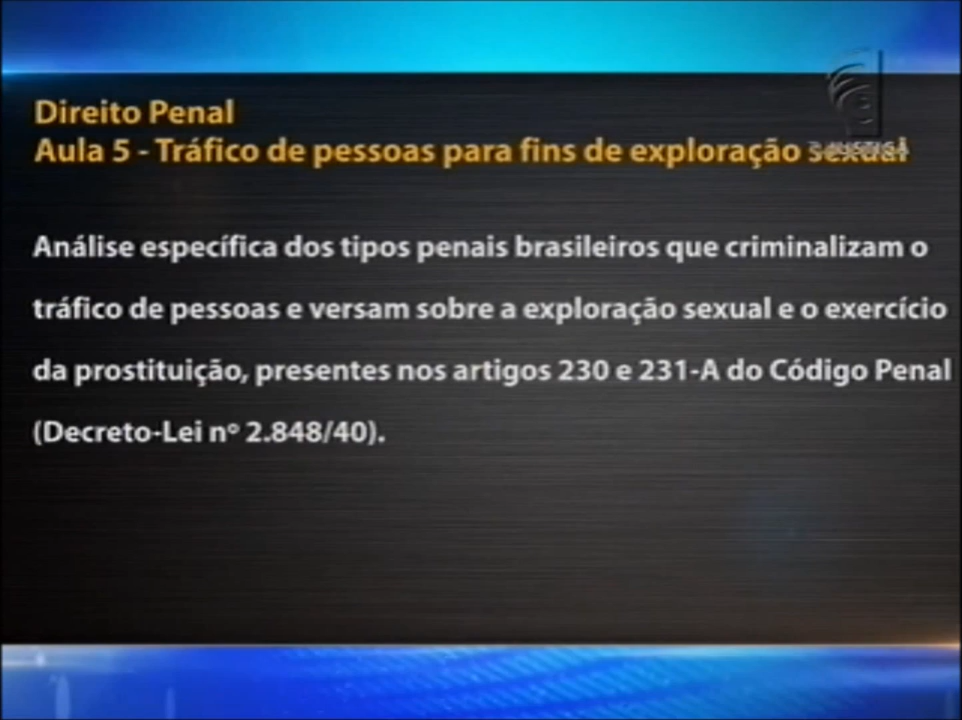 Direito Penal
Aula 5 - Tráfico de pessoas para fins de exploração sexual
Análise específica dos tipos penais brasileiros que criminalizam o
tráfico de pessoas e versam sobre a exploração sexual e o exercício
da prostituição, presentes nos artigos 230 e 231-A do Código Penal
(Decreto-Lei nº 2.848/40).